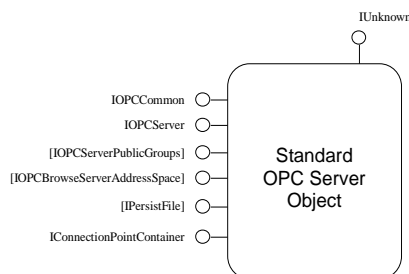 IUnknown
IOPCCommon
IOPCServer
[IOPCServerPublicGroups]
[IOPCBrowseServerAddressSpace]
[IPersistFile]
IConnectionPointContainer
Standard
OPC Server
Object